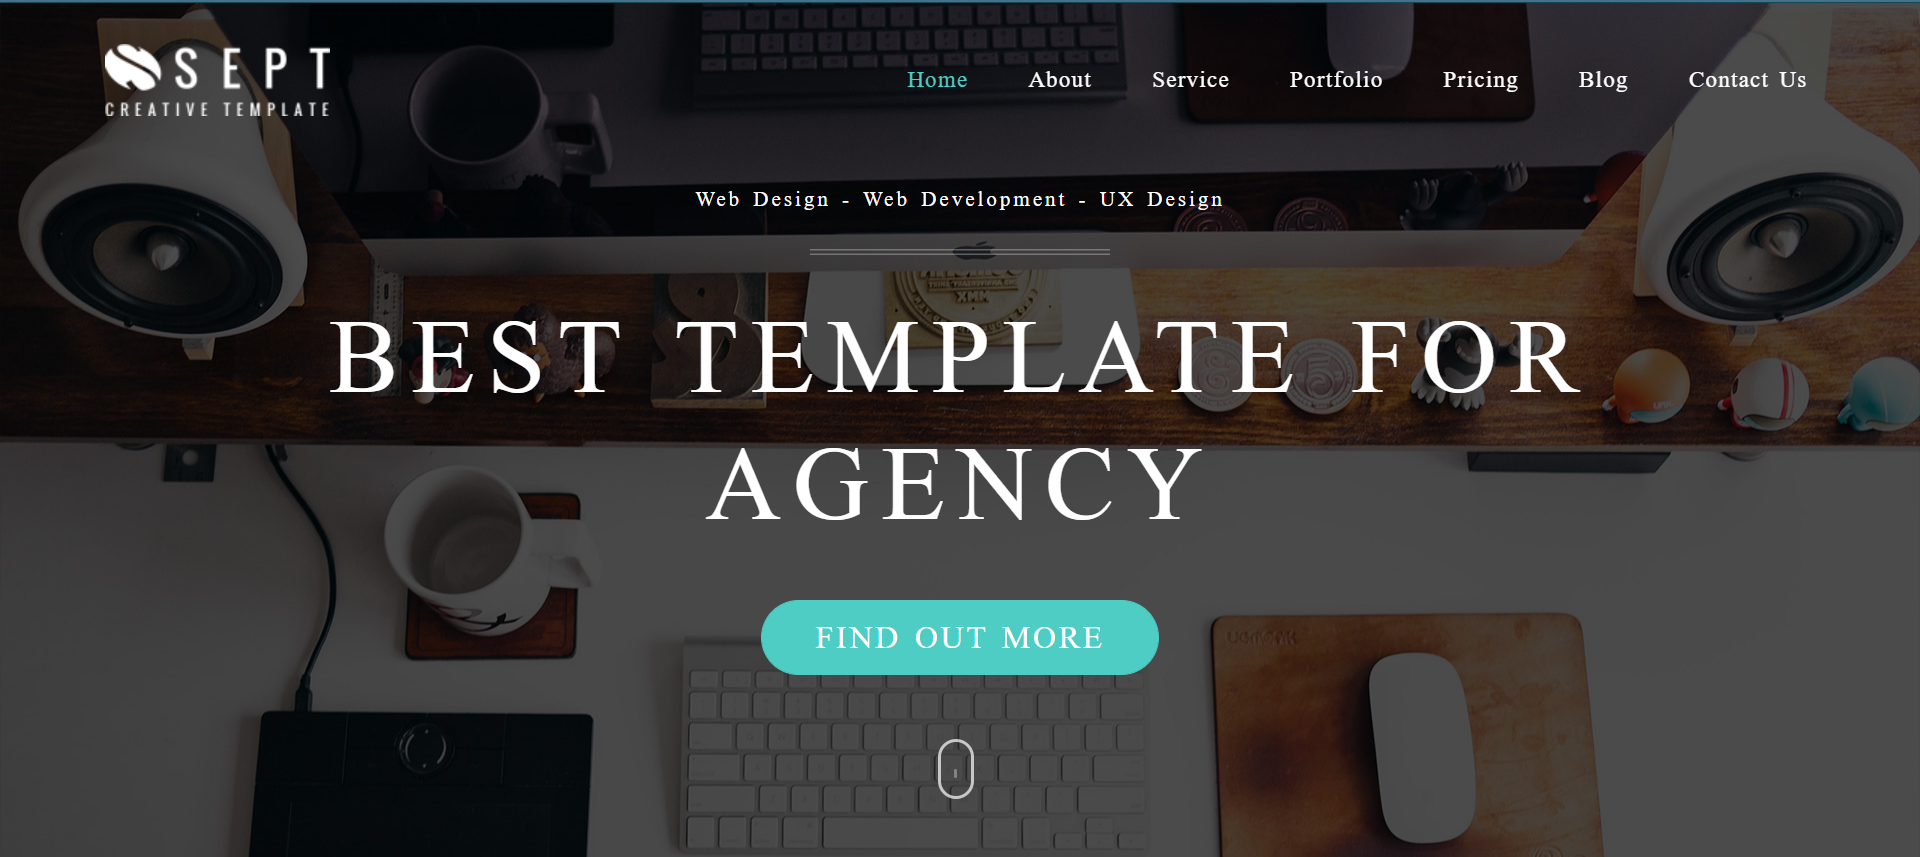 SEPT
CREATIVE TEMPLATE
Home About Service Portfolio Pricing Blog Contact Us
Web Design - Web Development - UX Design
XMM
BEST TEMPLATE FOR
AGENCY
FIND OUT MORE